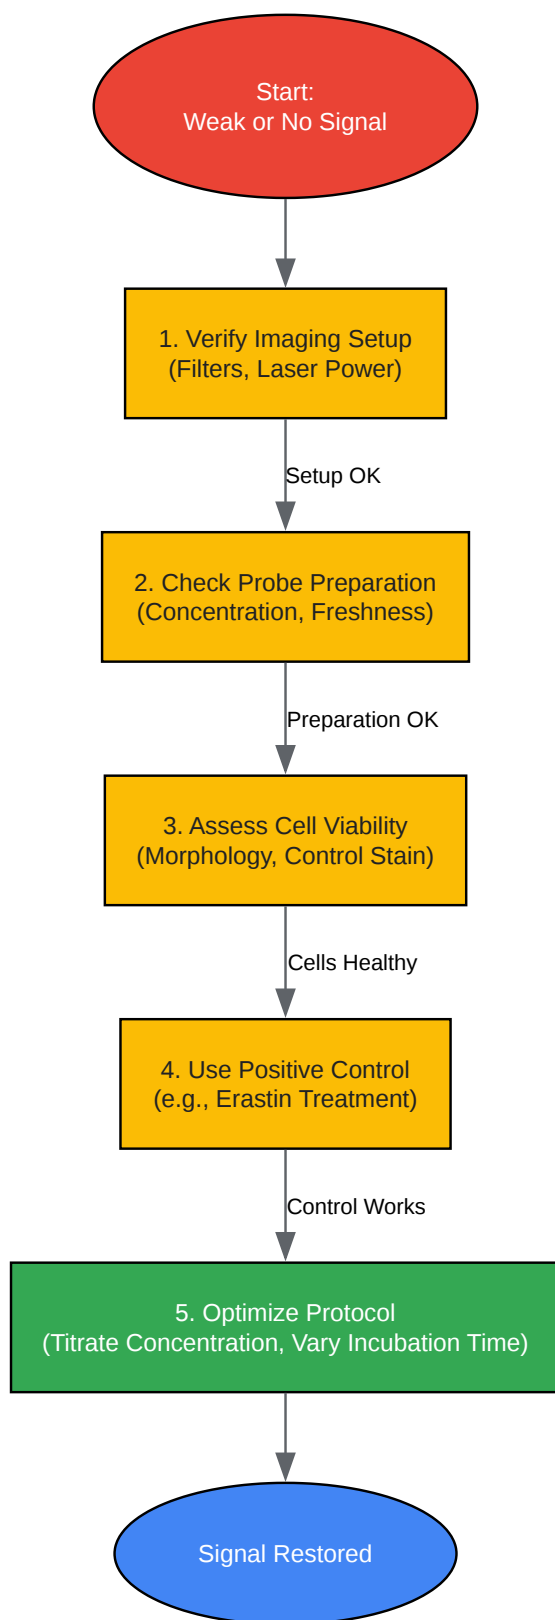 Start:
Weak or No Signal
1. Verify Imaging Setup
(Filters, Laser Power)
Setup OK
2. Check Probe Preparation
(Concentration, Freshness)
Preparation OK
3. Assess Cell Viability
(Morphology, Control Stain)
Cells Healthy
4. Use Positive Control
(e.g., Erastin Treatment)
Control Works
5. Optimize Protocol
(Titrate Concentration, Vary Incubation Time)
Signal Restored